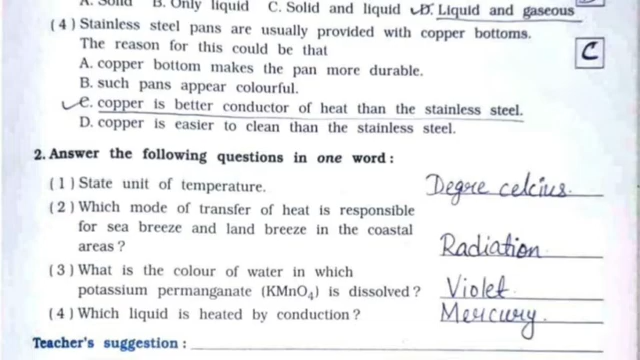 A. Solid B. Only liquid C. Solid and liquid D. Liquid and gaseous
(4) Stainless steel pans are usually provided with copper bottoms.
The reason for this could be that
C
A. copper bottom makes the pan more durable.
B. such pans appear colourful.
C. copper is better conductor of heat than the stainless steel.
D. copper is easier to clean than the stainless steel.
2. Answer the following questions in one word :
(1) State unit of temperature. Degre celcius.
(2) Which mode of transfer of heat is responsible
for sea breeze and land breeze in the coastal
areas ? Radiation
(3) What is the colour of water in which
potassium permanganate (KMnO₄) is dissolved ? Violet.
(4) Which liquid is heated by conduction ? Mercury.
Teacher's suggestion :